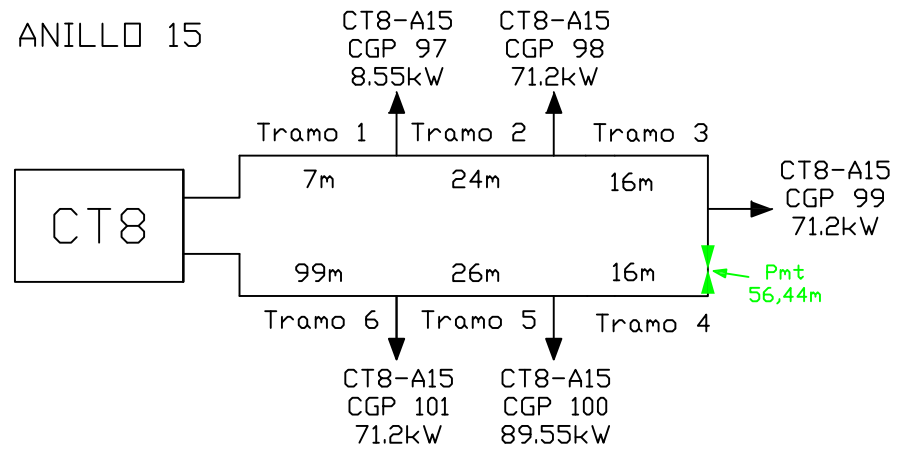 ANILLO 15
CT8-A15
CGP 97
8.55kW
CT8-A15
CGP 98
71.2kW
Tramo 1
Tramo 2
Tramo 3
7m
24m
16m
CT8-A15
CGP 99
71.2kW
CT8
99m
26m
16m
Pmt
56,44m
Tramo 6
Tramo 5
Tramo 4
CT8-A15
CGP 101
71.2kW
CT8-A15
CGP 100
89.55kW